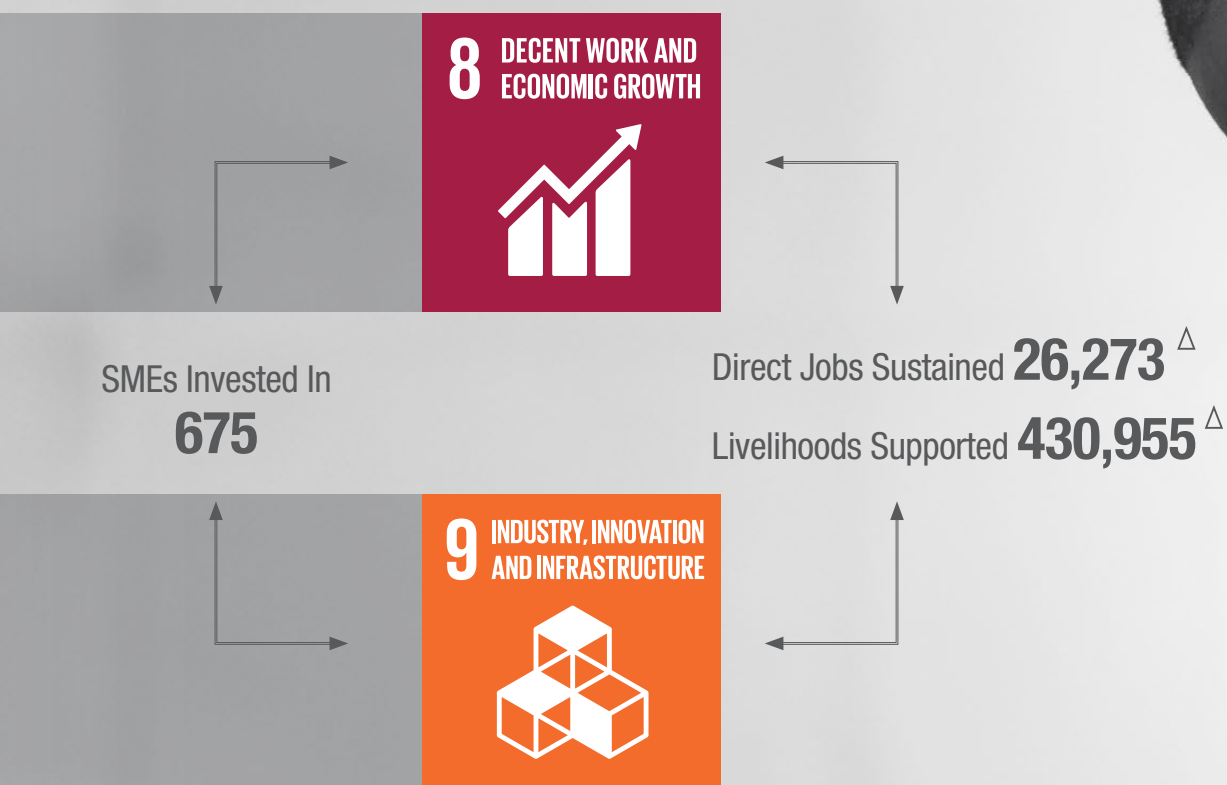 8 DECENT WORK AND
ECONOMIC GROWTH
SMEs Invested In
675
Direct Jobs Sustained 26,273 Δ
Livelihoods Supported 430,955 Δ
9 INDUSTRY, INNOVATION
AND INFRASTRUCTURE